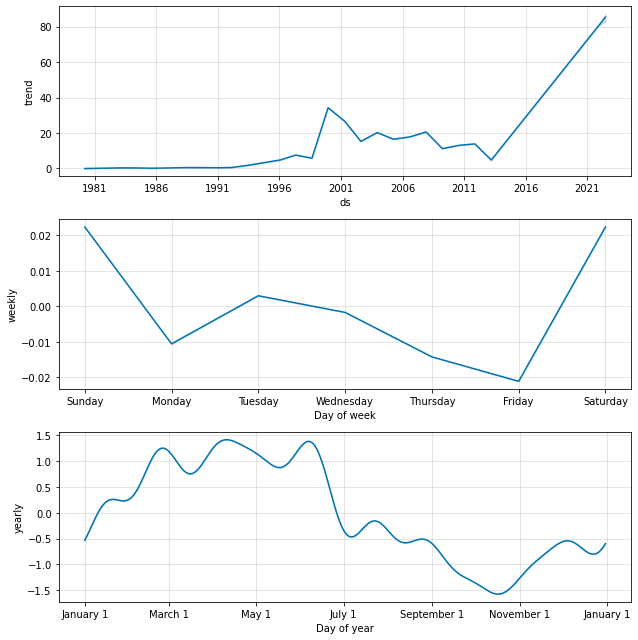 80
60
40
20
0
trend
1981 1986 1991 1996 2001 2006 2011 2016 2021
ds
0.02
0.01
0.00
−0.01
−0.02
weekly
Sunday Monday Tuesday Wednesday Thursday Friday Saturday
Day of week
1.5
1.0
0.5
0.0
−0.5
−1.0
−1.5
yearly
January 1 March 1 May 1 July 1 September 1 November 1 January 1
Day of year